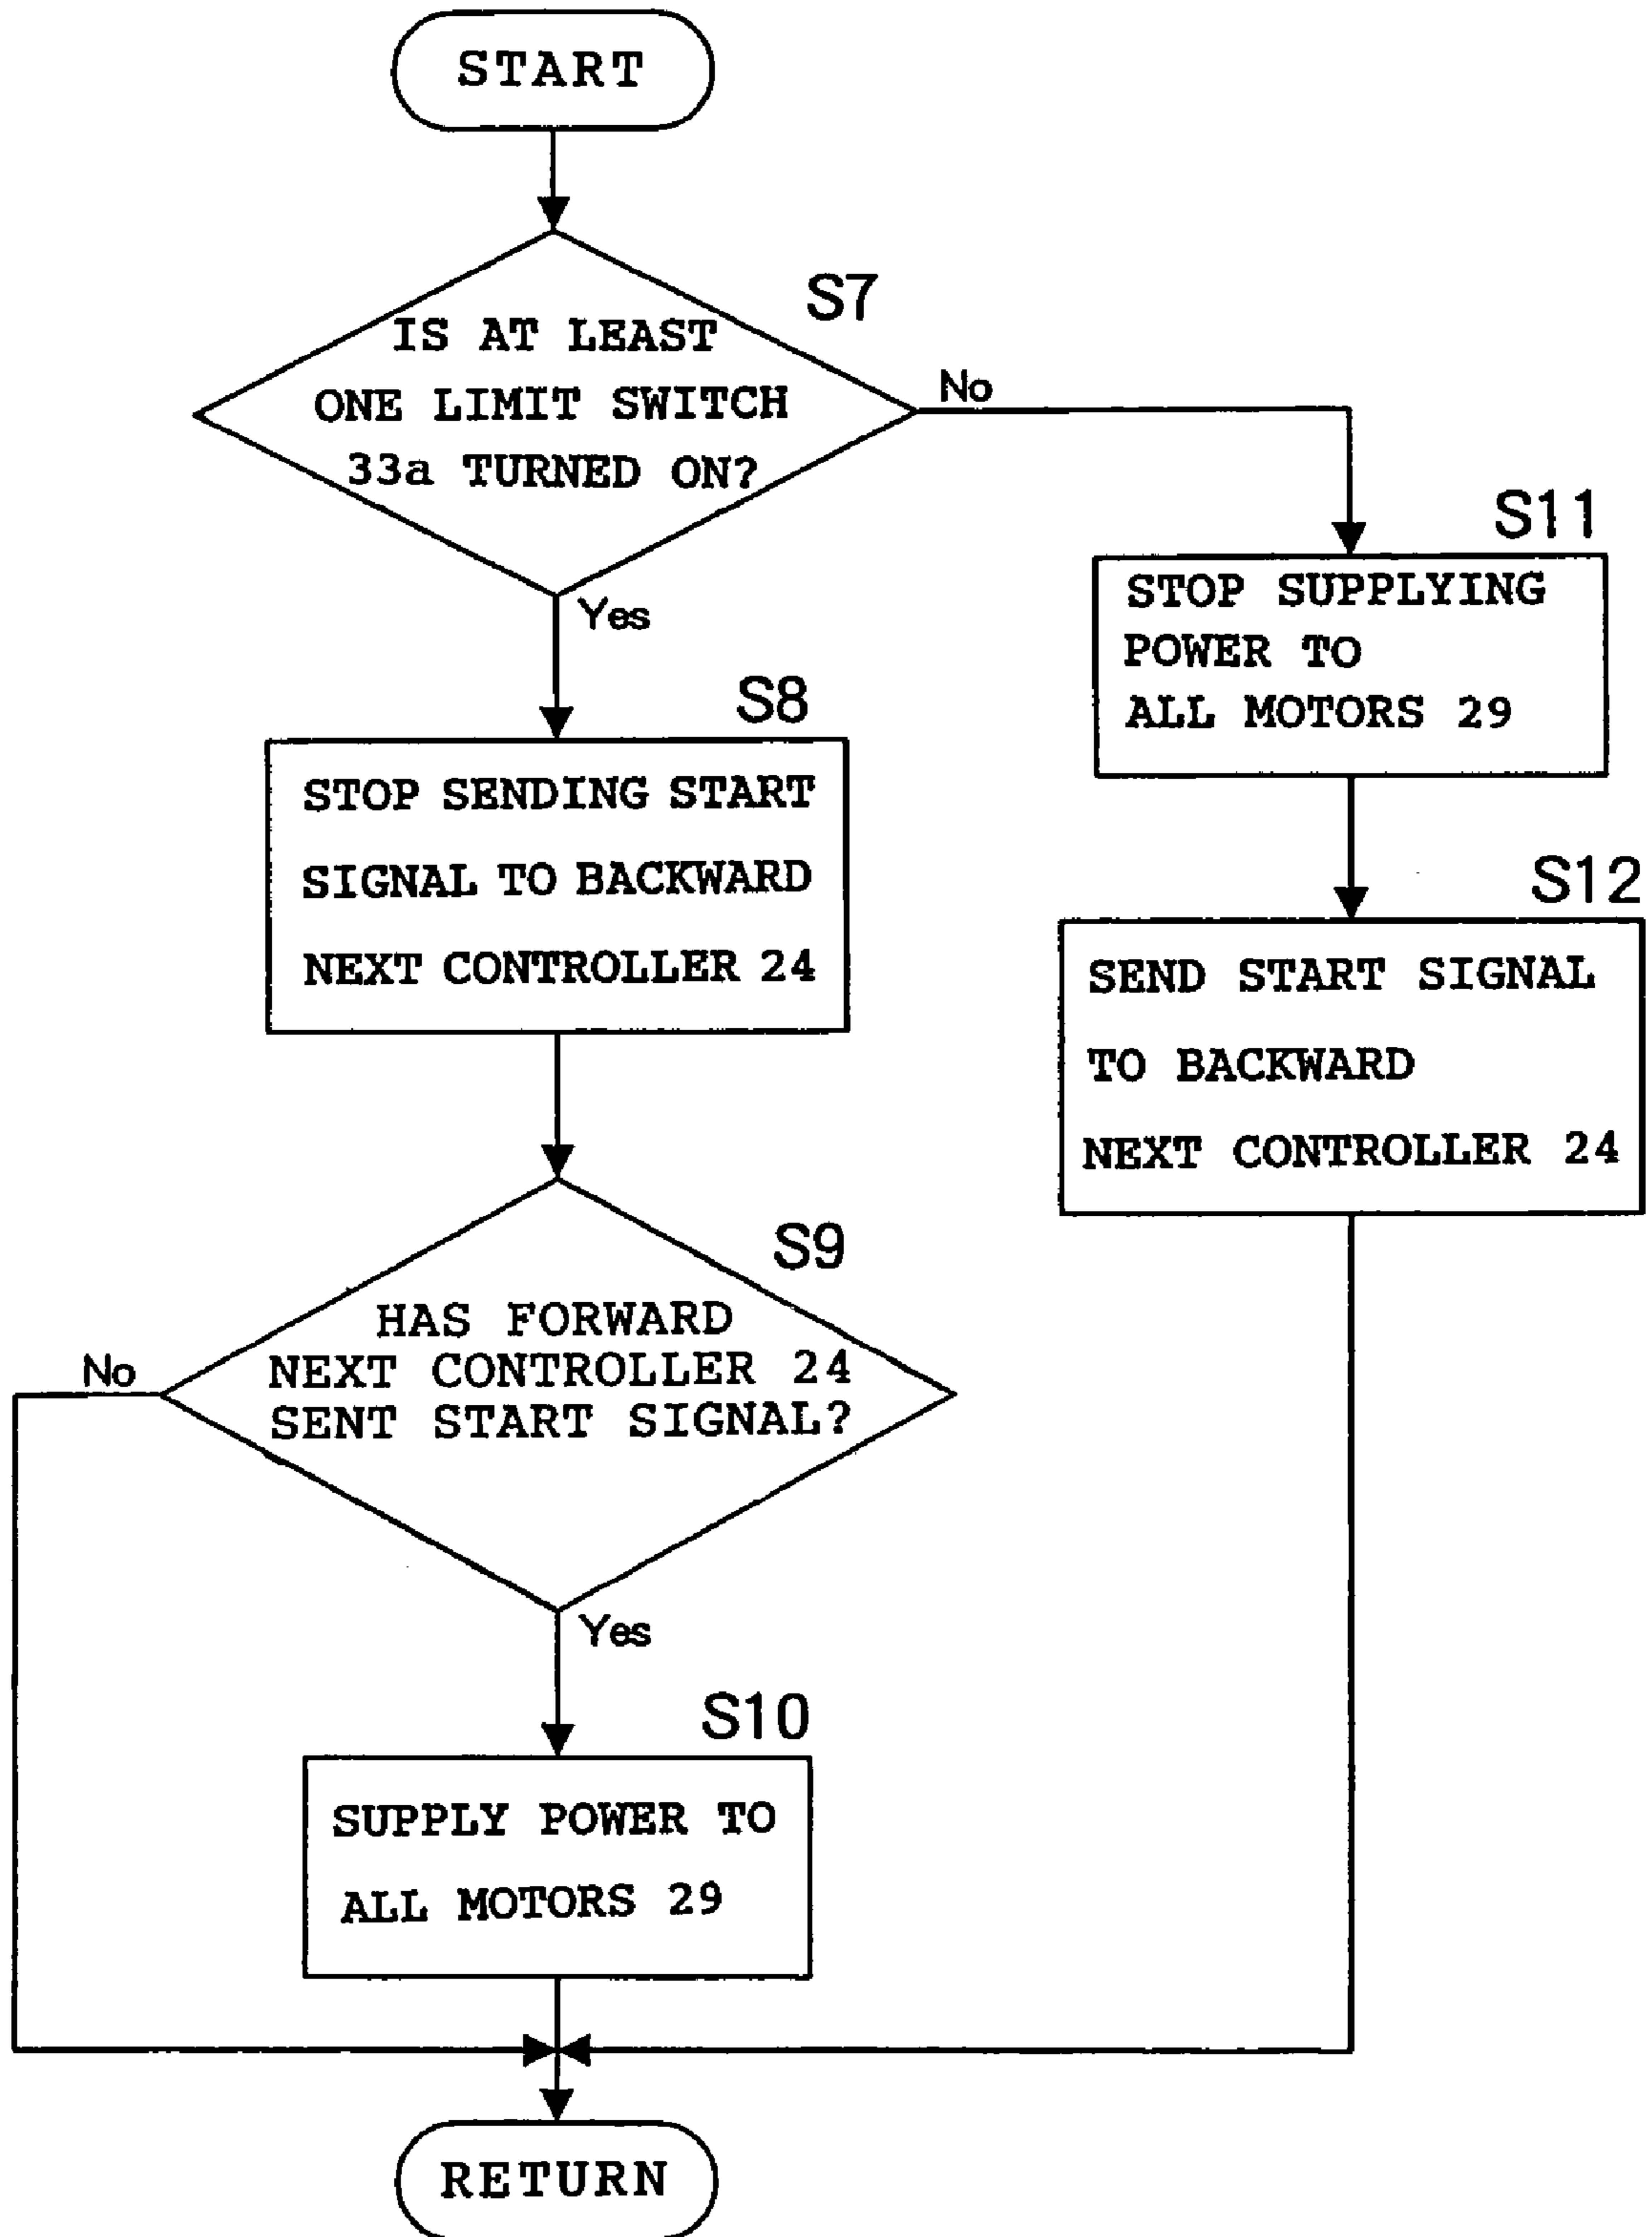 START
S7
IS AT LEAST
ONE LIMIT SWITCH
33a TURNED ON?
No
Yes
S8
STOP SENDING START
SIGNAL TO BACKWARD
NEXT CONTROLLER 24
S9
HAS FORWARD
NEXT CONTROLLER 24
SENT START SIGNAL?
No
Yes
S10
SUPPLY POWER TO
ALL MOTORS 29
S11
STOP SUPPLYING
POWER TO
ALL MOTORS 29
S12
SEND START SIGNAL
TO BACKWARD
NEXT CONTROLLER 24
RETURN